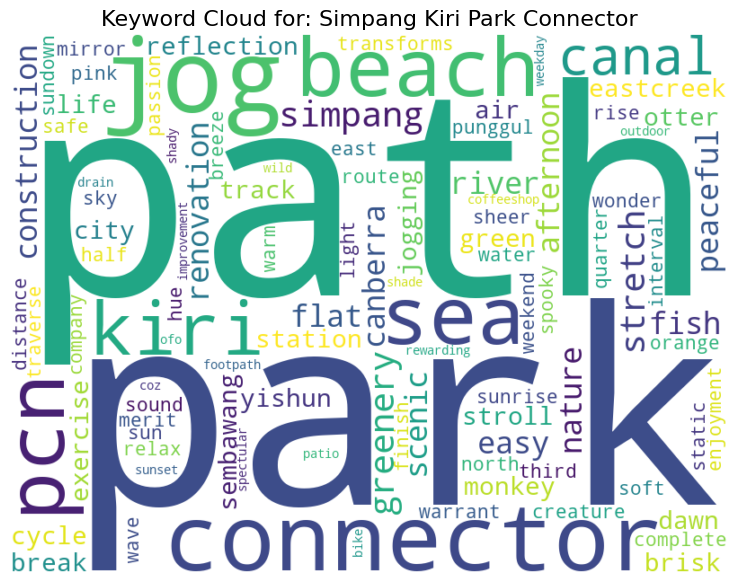 Keyword Cloud for: Simpang Kiri Park Connector
construction
sundown
mirror
pink
life
safe
passion
reflection
jog
transforms
beach
weekday
canal
eastcreek
simpang
air
punggul
rise
otter
outdoor
path
drain
sky
city
half
shady
renovation
breeze
track
wild
warm
improvement
hue
east
route
light
canberra
jogging
river
coffeeshop
sheer
green
water
shade
afternoon
spooky
wonder
quarter
stretch
interval
peaceful
distance
traverse
company
kiri
ofo
station
flat
sea
weekend
fish
orange
rewarding
pcn
exercise
footpath
coz
sound
merit
sun
relax
sunset
park
sembawang
spectular
yishun
patio
greenery
finish
scenic
sunrise
stroll
easy
north
third
monkey
nature
static
enjoyment
soft
cycle
break
wave
connector
bike
warrant
creature
dawn
complete
brisk